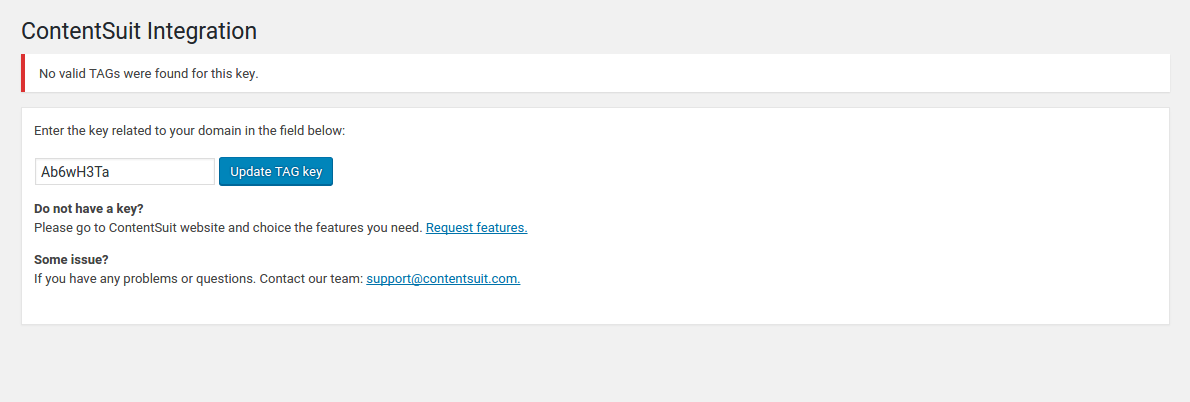 ContentSuit Integration
No valid TAGs were found for this key.
Enter the key related to your domain in the field below:
Ab6wH3Ta Update TAG key
Do not have a key?
Please go to ContentSuit website and choice the features you need. Request features.
Some issue?
If you have any problems or questions. Contact our team: support@contentsuit.com.